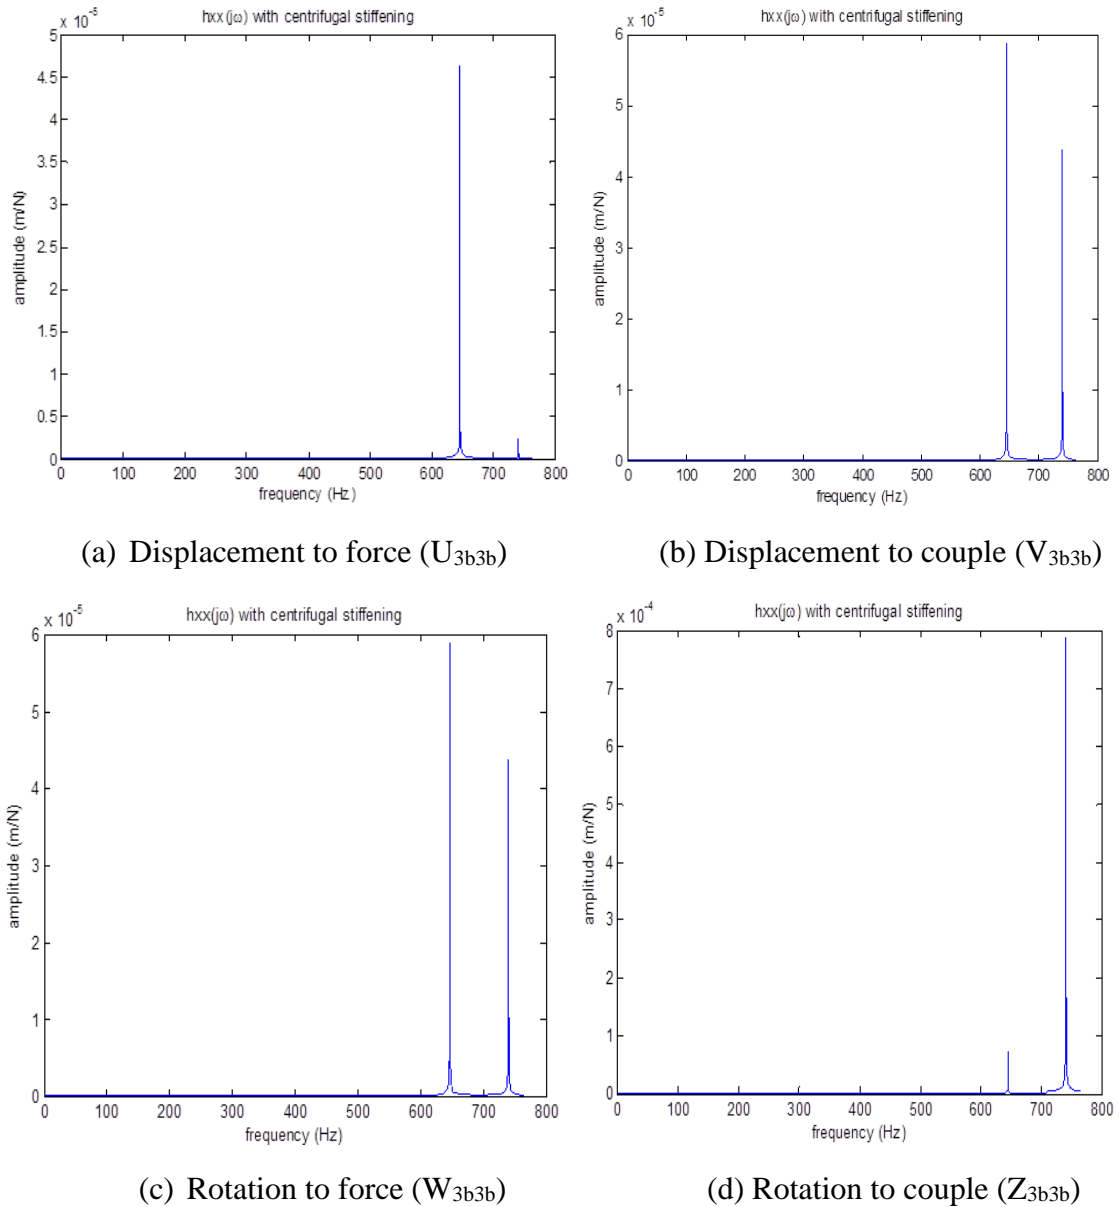 hxx(jω) with centrifugal stiffening
x 10⁻⁵
5
4.5
4
3.5
3
2.5
2
1.5
1
0.5
0
amplitude (m/N)
0 100 200 300 400 500 600 700 800
frequency (Hz)
(a) Displacement to force (U3b3b)
hxx(jω) with centrifugal stiffening
x 10⁻⁵
6
5
4
3
2
1
0
amplitude (m/N)
0 100 200 300 400 500 600 700 800
frequency (Hz)
(b) Displacement to couple (V3b3b)
hxx(jω) with centrifugal stiffening
x 10⁻⁵
6
5
4
3
2
1
0
amplitude (m/N)
0 100 200 300 400 500 600 700 800
frequency (Hz)
(c) Rotation to force (W3b3b)
hxx(jω) with centrifugal stiffening
x 10⁻⁴
8
7
6
5
4
3
2
1
0
amplitude (m/N)
0 100 200 300 400 500 600 700 800
frequency (Hz)
(d) Rotation to couple (Z3b3b)